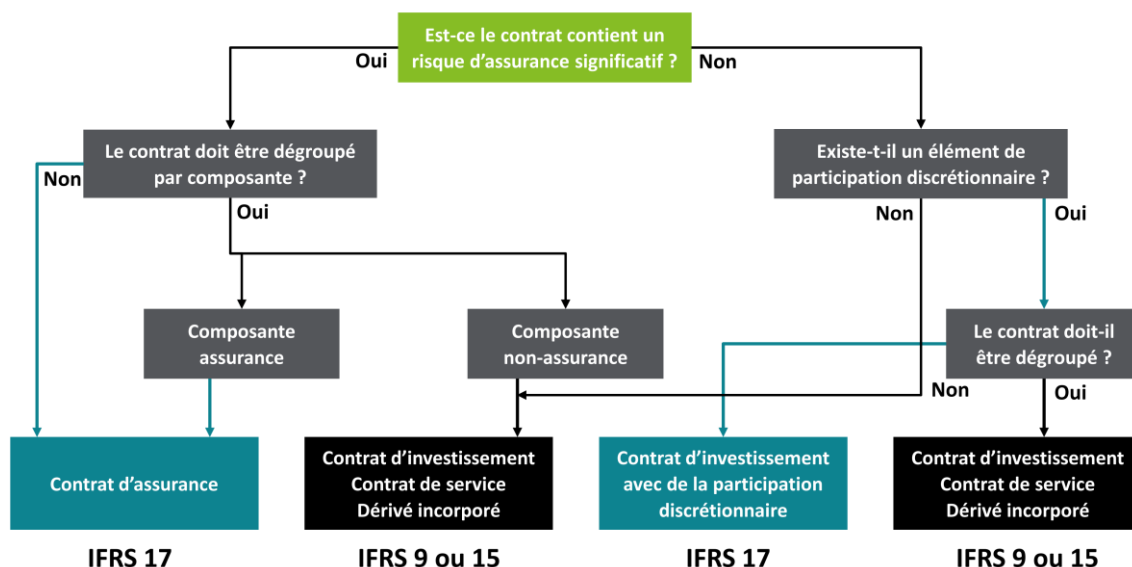 Est-ce le contrat contient un
risque d'assurance significatif ?
Oui
Non
Le contrat doit être dégroupé
par composante ?
Existe-t-il un élément de
participation discrétionnaire ?
Non
Oui
Non
Oui
Composante
assurance
Composante
non-assurance
Le contrat doit-il
être dégroupé ?
Non
Oui
Contrat d'assurance
Contrat d'investissement
Contrat de service
Dérivé incorporé
Contrat d'investissement
avec de la participation
discrétionnaire
Contrat d'investissement
Contrat de service
Dérivé incorporé
IFRS 17
IFRS 9 ou 15
IFRS 17
IFRS 9 ou 15